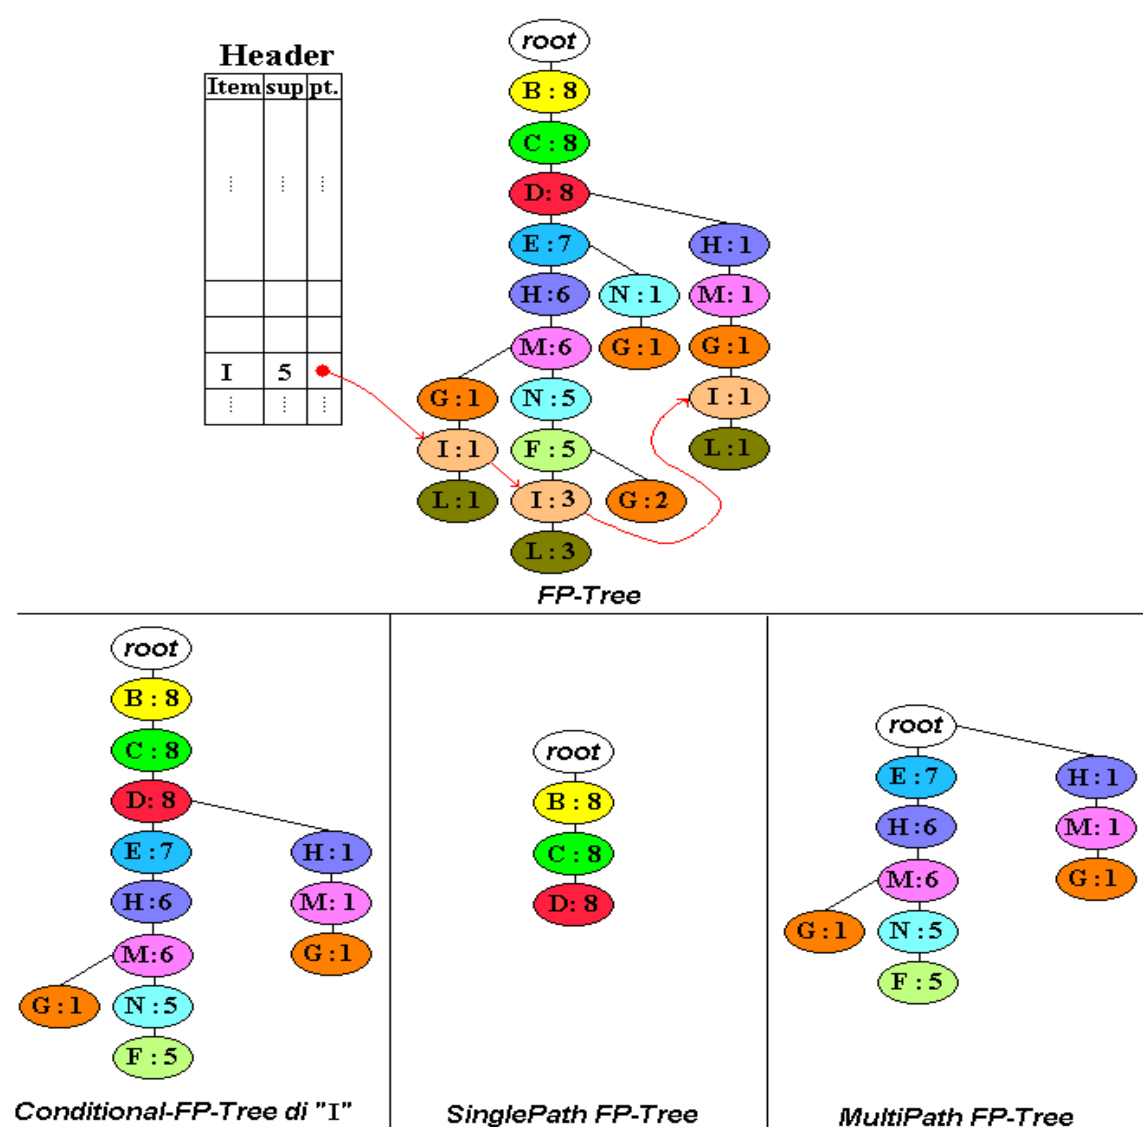 root
Header
Item sup pt.
B : 8
C : 8
D: 8
E : 7 H : 1
H:6 N : 1 M: 1
M:6 G : 1 G : 1
I 5
G : 1 N : 5 I : 1
I : 1 F : 5 L : 1
L : 1 I : 3 G : 2
L : 3
FP-Tree
root
B : 8
C : 8
D: 8
E : 7 H : 1
H:6 M: 1
M:6 G : 1
G : 1 N : 5
F : 5
Conditional-FP-Tree di "I"
root
B : 8
C : 8
D: 8
SinglePath FP-Tree
root
E : 7 H : 1
H:6 M: 1
M:6 G : 1
G : 1 N : 5
F : 5
MultiPath FP-Tree